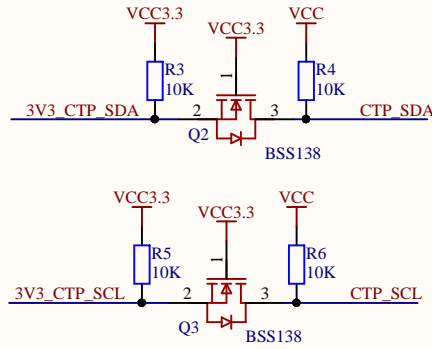 VCC3.3
VCC3.3
VCC
R3
10K
1
R4
10K
3V3_CTP_SDA
2
3
CTP_SDA
Q2
BSS138
VCC3.3
VCC3.3
VCC
R5
10K
1
R6
10K
3V3_CTP_SCL
2
3
CTP_SCL
Q3
BSS138